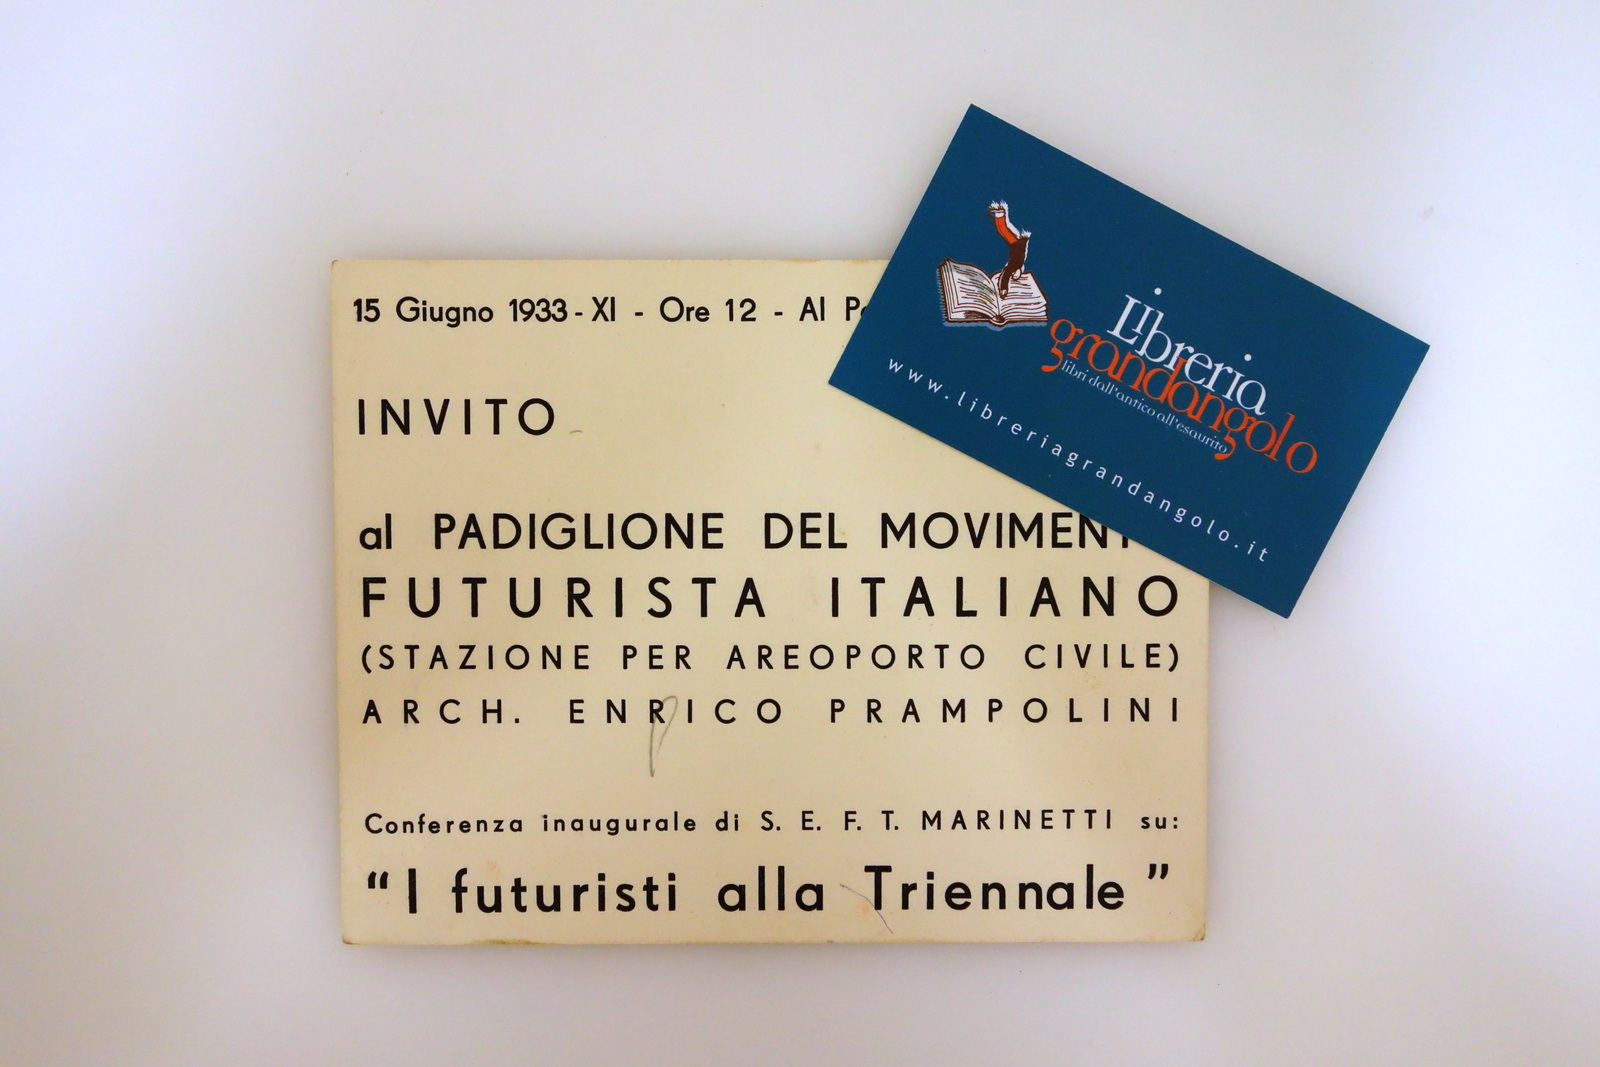 15 Giugno 1933 - XI - Ore 12 - Al
INVITO
al PADIGLIONE DEL
FUTURISTA ITALIANO
(STAZIONE PER AREOPORTO CIVILE)
ARCH. ENRICO PRAMPOLINI
Conferenza inaugurale di S. E. F. T. MARINETTI su:
“I futuristi alla Triennale”
Libreria
grandangolo
libri dall'antico all'esaurito
www.libreriagrandangolo.it